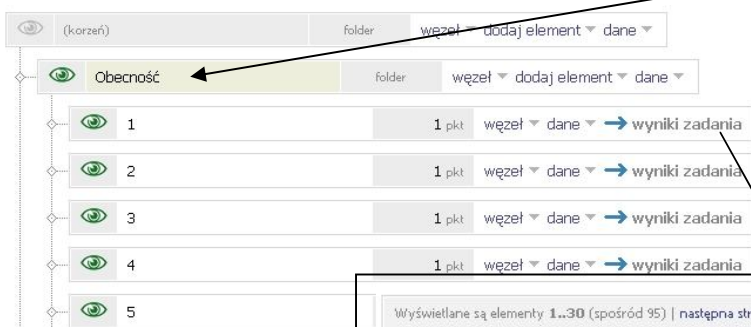 (korzeń) folder węzeł dodaj element dane
Obecność folder węzeł dodaj element dane
1 1 pkt węzeł dane wyniki zadania
2 1 pkt węzeł dane wyniki zadania
3 1 pkt węzeł dane wyniki zadania
4 1 pkt węzeł dane wyniki zadania
5 Wyświetlane są elementy 1..30 (spośród 95) | następna str